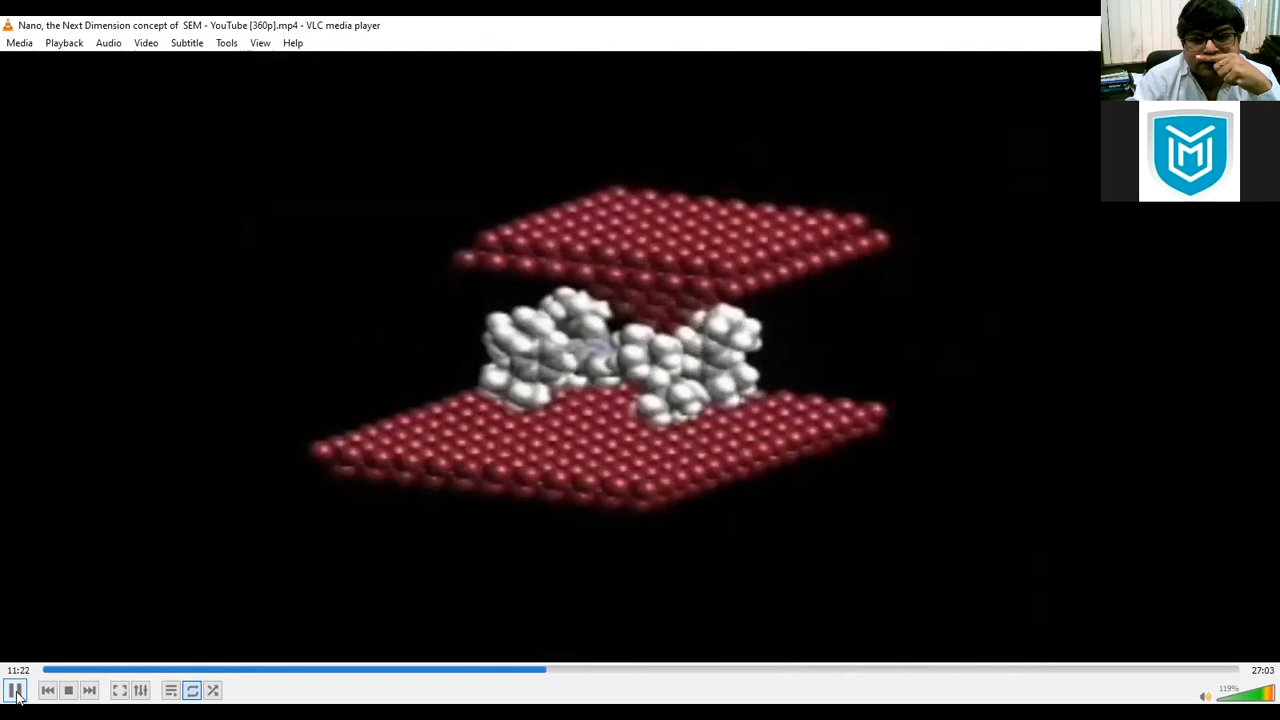 Nano, the Next Dimension concept of  SEM - YouTube [360p].mp4 - VLC media player
Media Playback Audio Video Subtitle Tools View Help
11:22
27:03
119%